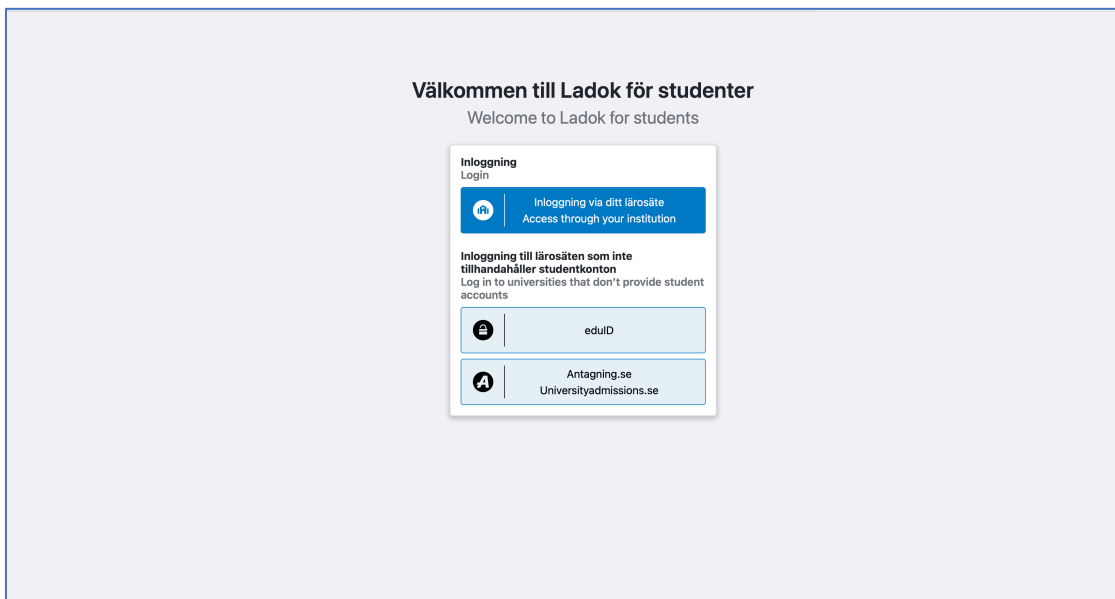 Välkommen till Ladok för studenter
Welcome to Ladok for students
Inloggning
Login
Inloggning via ditt lärosäte
Access through your institution
Inloggning till lärosäten som inte
tillhandahåller studentkonton
Log in to universities that don't provide student
accounts
eduID
Antagning.se
Universityadmissions.se